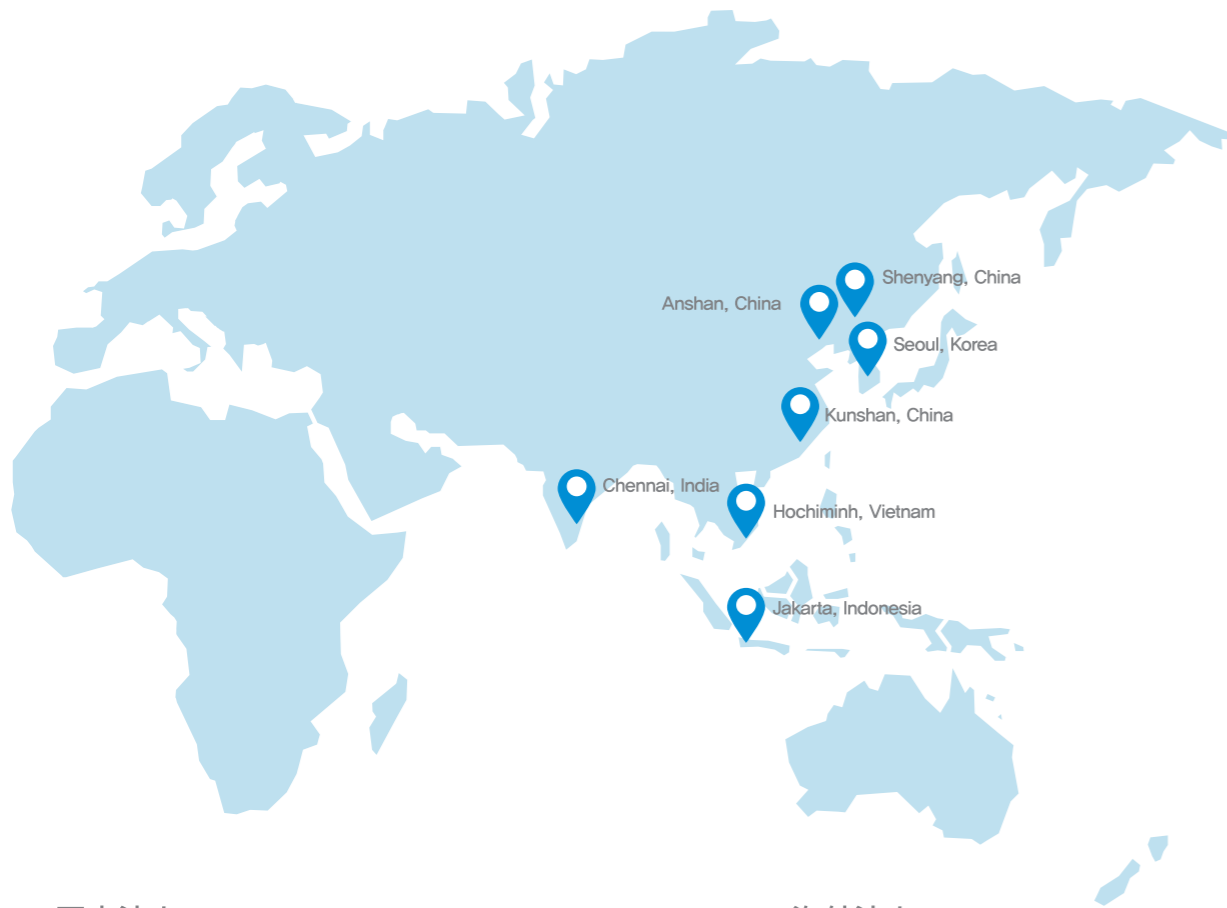 Shenyang, China
Anshan, China
Seoul, Korea
Kunshan, China
Chennai, India
Hochiminh, Vietnam
Jakarta, Indonesia